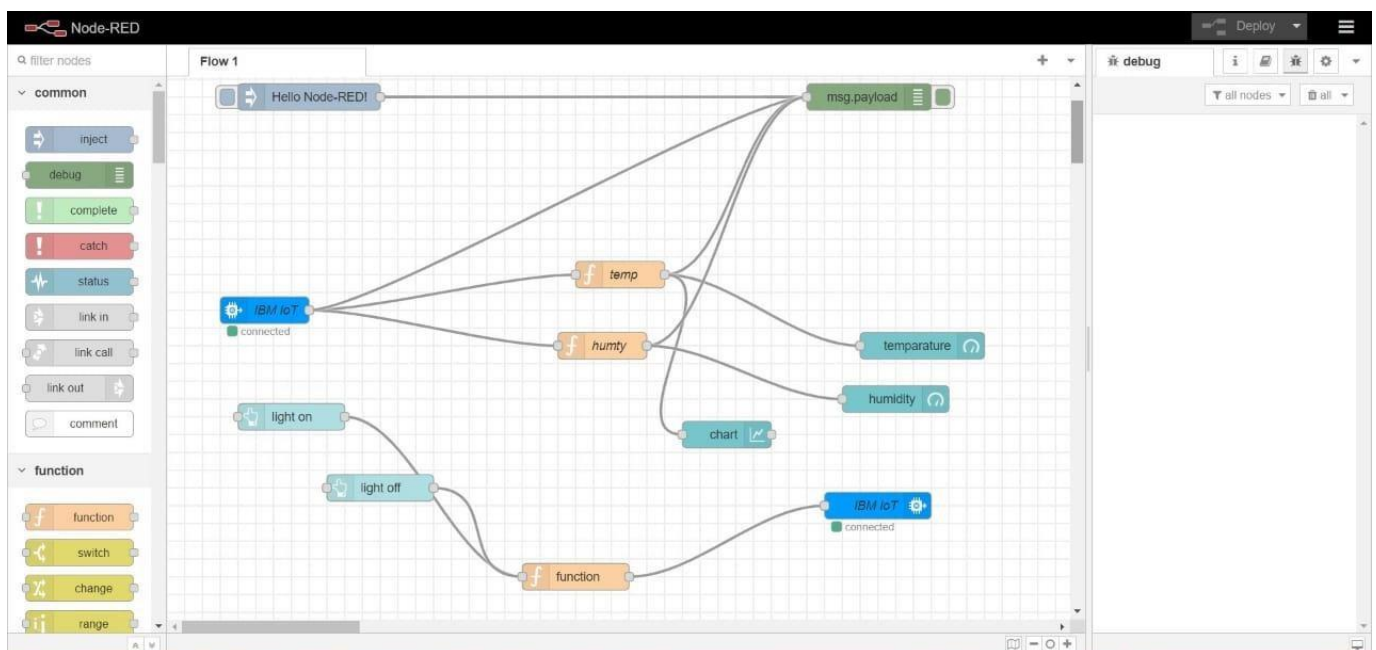 Node-RED
Deploy
filter nodes
common
inject
debug
complete
catch
status
link in
link call
link out
comment
function
function
switch
change
range
Flow 1
Hello Node-RED!
msg.payload
temp
IBM IoT
connected
humty
temparature
humidity
light on
chart
light off
IBM IoT
connected
function
debug
i
all nodes
all